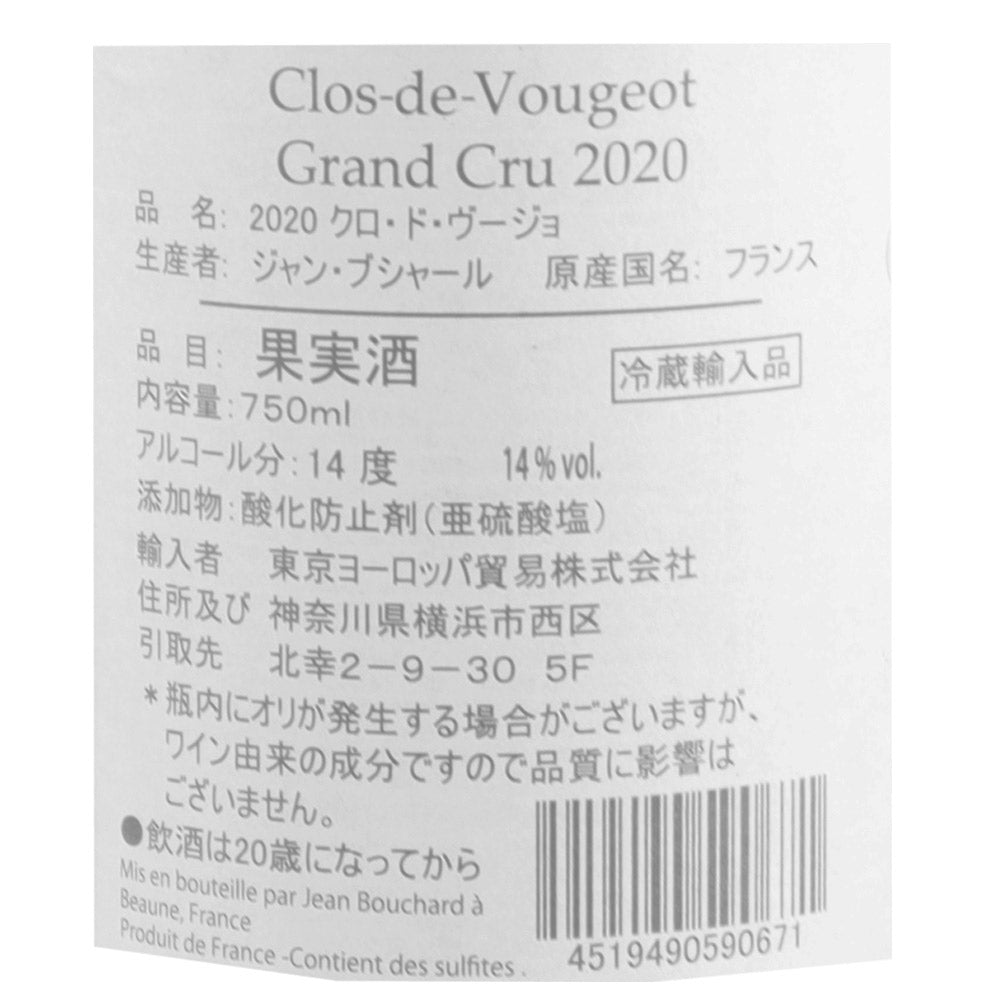 Clos-de-Vougeot
Grand Cru 2020
品　名: 2020 クロ・ド・ヴージョ
生産者: ジャン・ブシャール　原産国名: フランス
品　目: 果実酒　冷蔵輸入品
内容量:750ml
アルコール分:14 度　14%vol.
添加物:酸化防止剤(亜硫酸塩)
輸入者　東京ヨーロッパ貿易株式会社
住所及び　神奈川県横浜市西区
引取先　北幸2-9-30 5F
*瓶内にオリが発生する場合がございますが、
ワイン由来の成分ですので品質に影響は
ございません。
●飲酒は20歳になってから
Mis en bouteille par Jean Bouchard à
Beaune, France
Produit de France -Contient des sulfites .
4519490590671